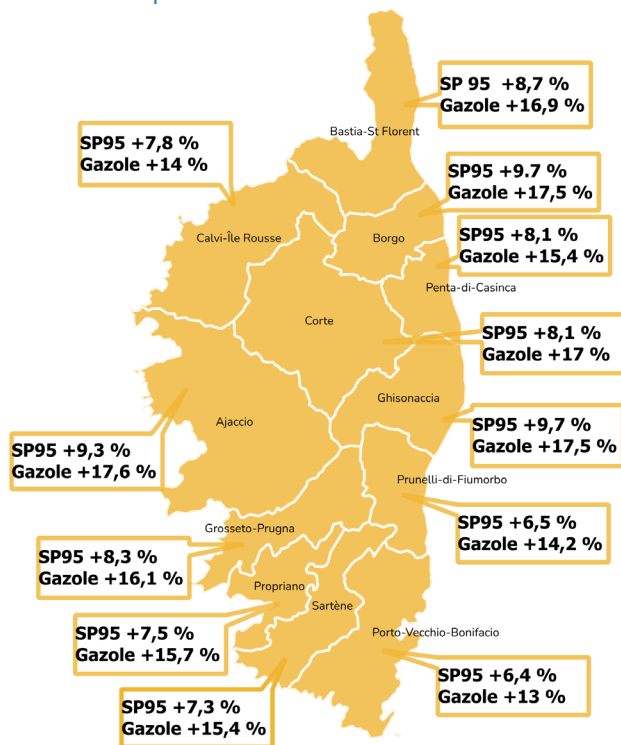 SP 95  +8,7 %
Gazole +16,9 %
Bastia-St Florent
SP95 +7,8 %
Gazole +14 %
SP95 +9.7 %
Gazole +17,5 %
Calvi-Île Rousse
Borgo
SP95 +8,1 %
Gazole +15,4 %
Penta-di-Casinca
Corte
SP95 +8,1 %
Gazole +17 %
Ghisonaccia
Ajaccio
SP95 +9,7 %
Gazole +17,5 %
SP95 +9,3 %
Gazole +17,6 %
Prunelli-di-Fiumorbo
SP95 +6,5 %
Gazole +14,2 %
Grosseto-Prugna
SP95 +8,3 %
Gazole +16,1 %
Propriano
Sartène
SP95 +7,5 %
Gazole +15,7 %
Porto-Vecchio-Bonifacio
SP95 +6,4 %
Gazole +13 %
SP95 +7,3 %
Gazole +15,4 %